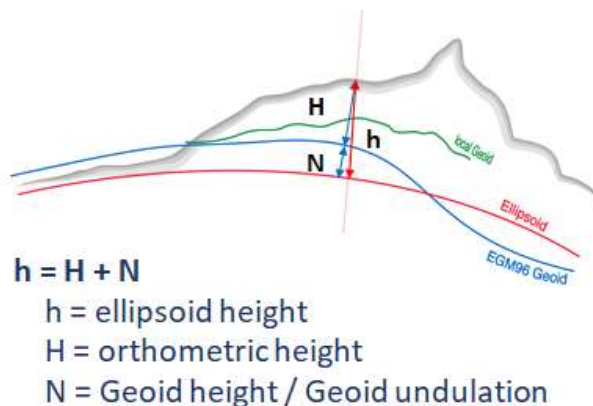 H
h
local Geoid
N
Ellipsoid
EGM96 Geoid
h = H + N
h = ellipsoid height
H = orthometric height
N = Geoid height / Geoid undulation